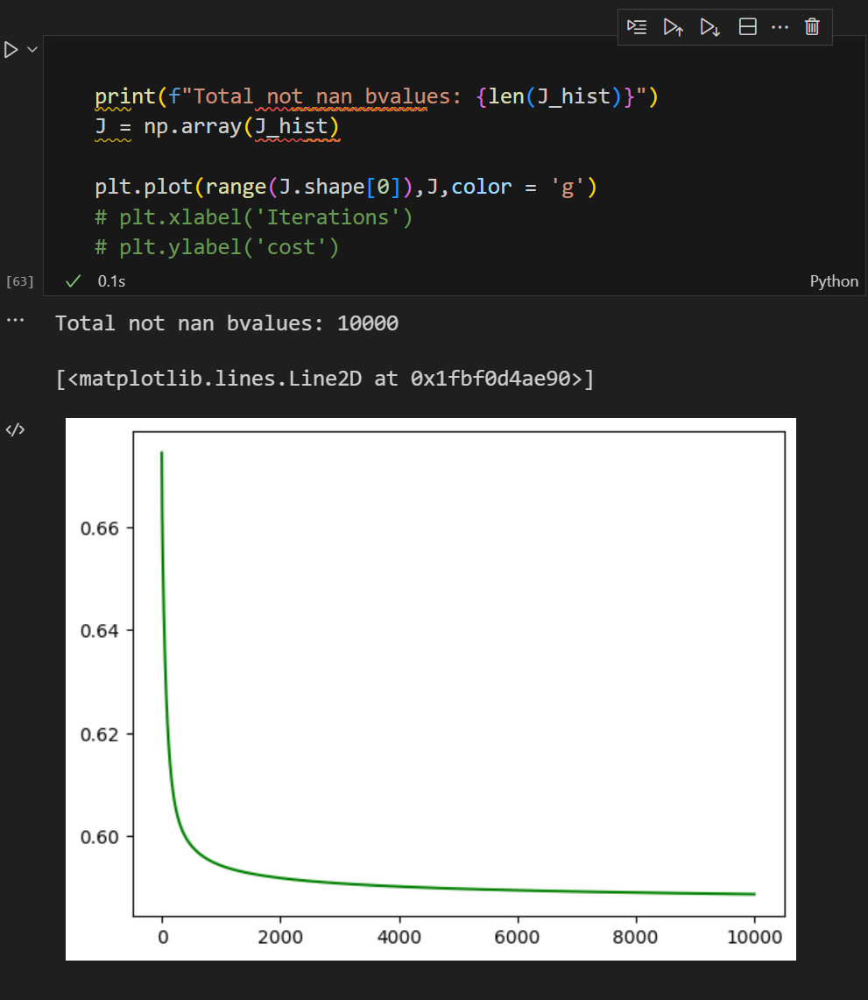 print(f"Total not nan bvalues: {len(J_hist)}")
J = np.array(J_hist)
plt.plot(range(J.shape[0]),J,color = 'g')
# plt.xlabel('Iterations')
# plt.ylabel('cost')
[63]
0.1s
Python
Total not nan bvalues: 10000
[<matplotlib.lines.Line2D at 0x1fbf0d4ae90>]
0.66
0.64
0.62
0.60
0 2000 4000 6000 8000 10000